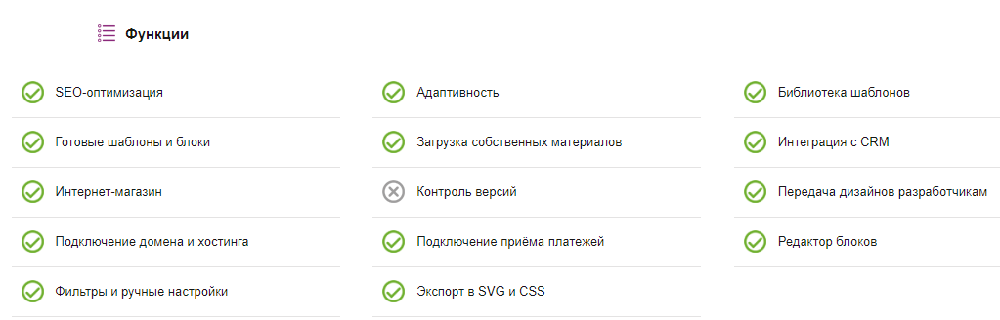 Функции
SEO-оптимизация
Адаптивность
Библиотека шаблонов
Готовые шаблоны и блоки
Загрузка собственных материалов
Интеграция с CRM
Интернет-магазин
Контроль версий
Передача дизайнов разработчикам
Подключение домена и хостинга
Подключение приёма платежей
Редактор блоков
Фильтры и ручные настройки
Экспорт в SVG и CSS